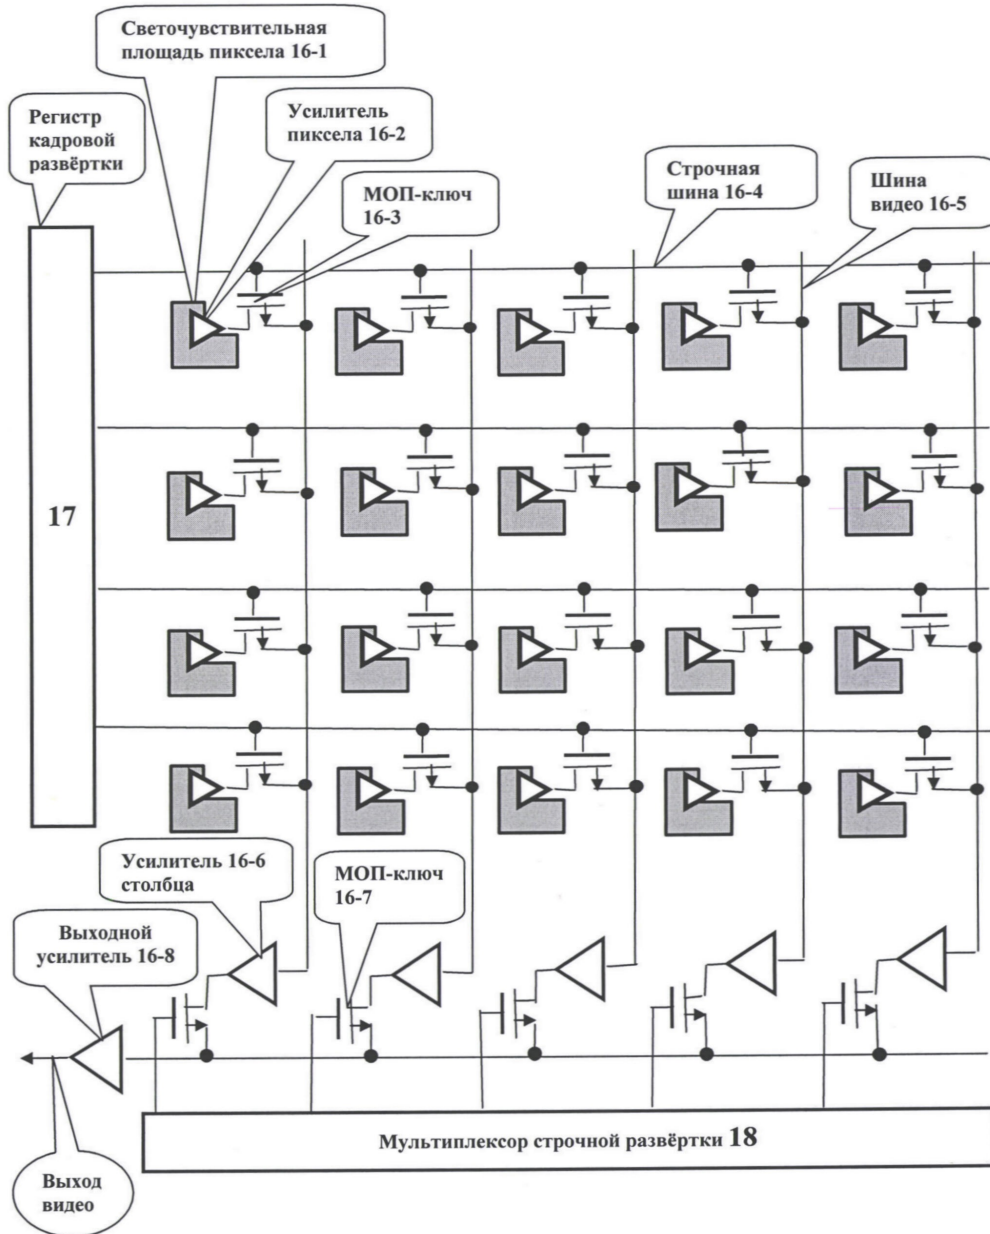 Светочувствительная
площадь пиксела 16-1
Регистр
кадровой
развёртки
Усилитель
пиксела 16-2
МОП-ключ
16-3
Строчная
шина 16-4
Шина
видео 16-5
17
Усилитель 16-6
столбца
МОП-ключ
16-7
Выходной
усилитель 16-8
Мультиплексор строчной развёртки 18
Выход
видео